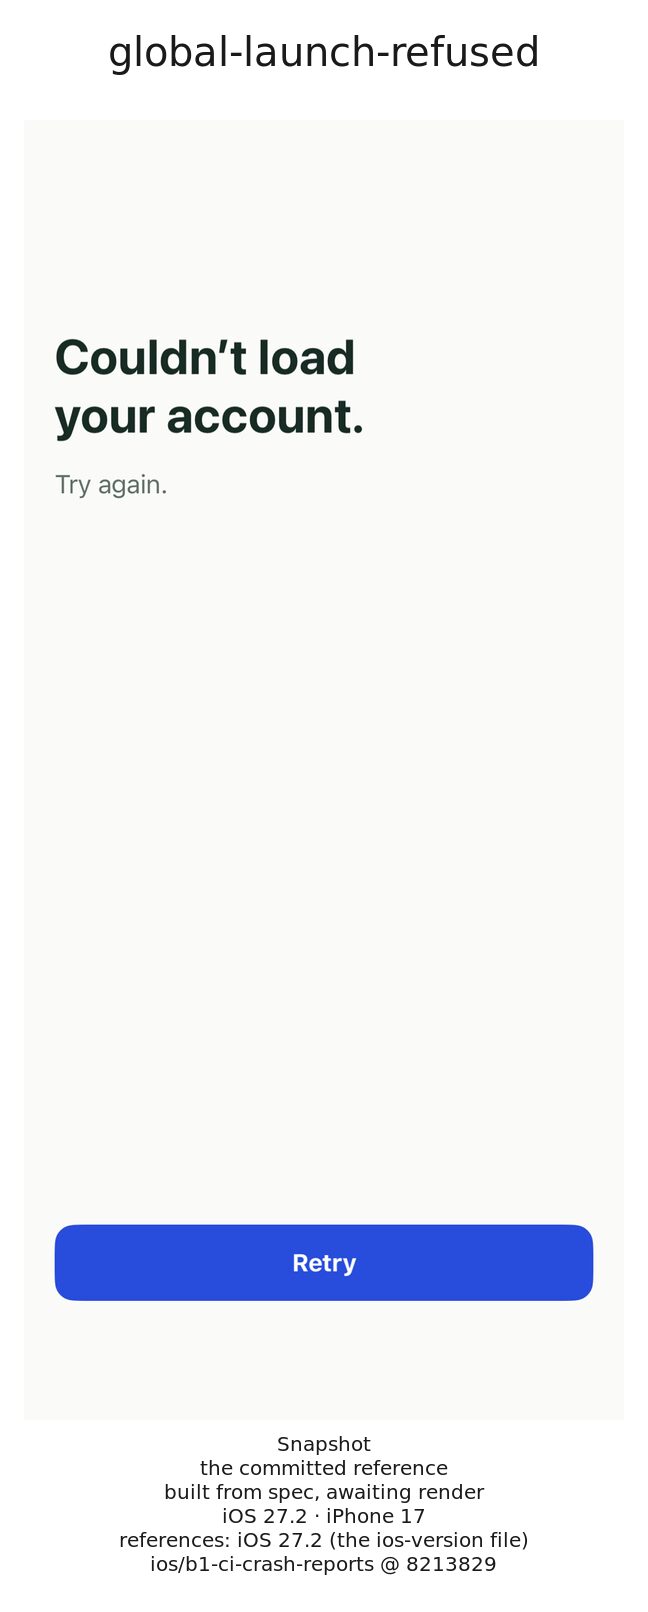 global-launch-refused
Couldn’t load
your account.
Try again.
Retry
Snapshot
the committed reference
built from spec, awaiting render
iOS 27.2 · iPhone 17
references: iOS 27.2 (the ios-version file)
ios/b1-ci-crash-reports @ 8213829